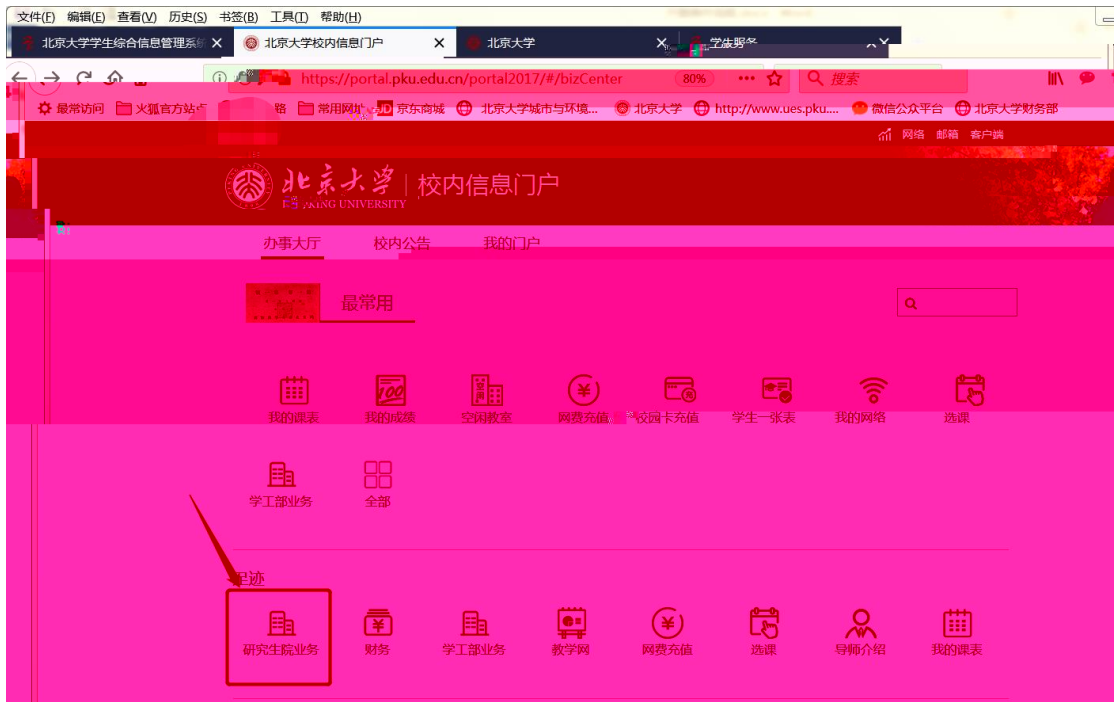 文件(F) 编辑(E) 查看(V) 历史(S) 书签(B) 工具(T) 帮助(H)
北京大学学生综合信息管理系统 北京大学校内信息门户 北京大学 学生服务
https://portal.pku.edu.cn/portal2017/#/bizCenter 80% 搜索
最常访问 火狐官方站点 常用网址 JD 京东商城 北京大学城市与环境... 北京大学 http://www.ues.pku.... 微信公众平台 北京大学财务部
网络 邮箱 客户端
北京大学 校内信息门户
UNIVERSITY
办事大厅 校内公告 我的门户
最常用
我的课表 我的成绩 空闲教室 网费充值 校园卡充值 学生一张表 我的网络 选课
学工部业务 全部
足迹
研究生院业务 财务 学工部业务 教学网 网费充值 选课 导师介绍 我的课表